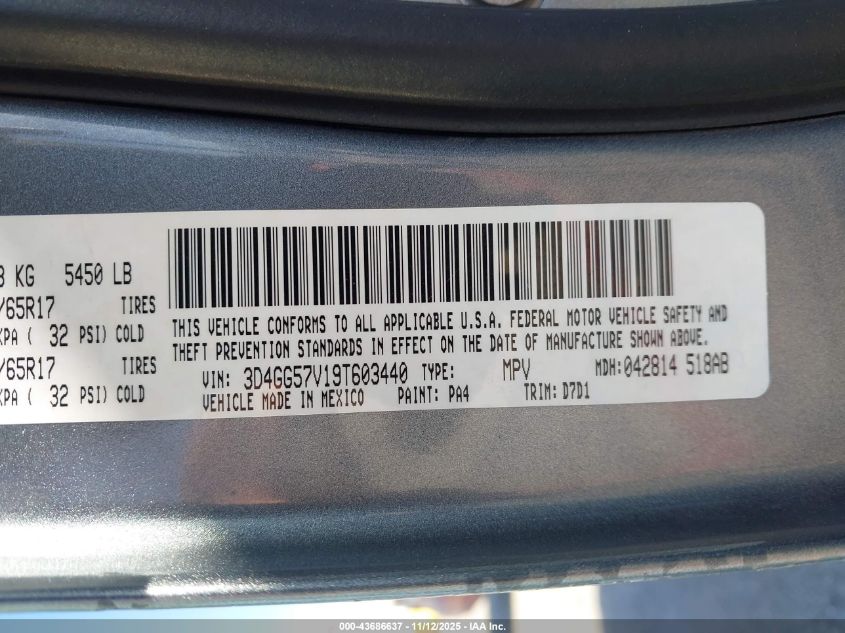 8 KG 5450 LB
/65R17 TIRES
KPA ( 32 PSI) COLD
/65R17 TIRES
KPA ( 32 PSI) COLD
THIS VEHICLE CONFORMS TO ALL APPLICABLE U.S.A. FEDERAL MOTOR VEHICLE SAFETY AND
THEFT PREVENTION STANDARDS IN EFFECT ON THE DATE OF MANUFACTURE SHOWN ABOVE.
VIN: 3D4GG57V19T603440 TYPE: MPV MDH: 042814 518AB
VEHICLE MADE IN MEXICO PAINT: PA4 TRIM: D7D1
000-43686637 - 11/12/2025 - IAA Inc.